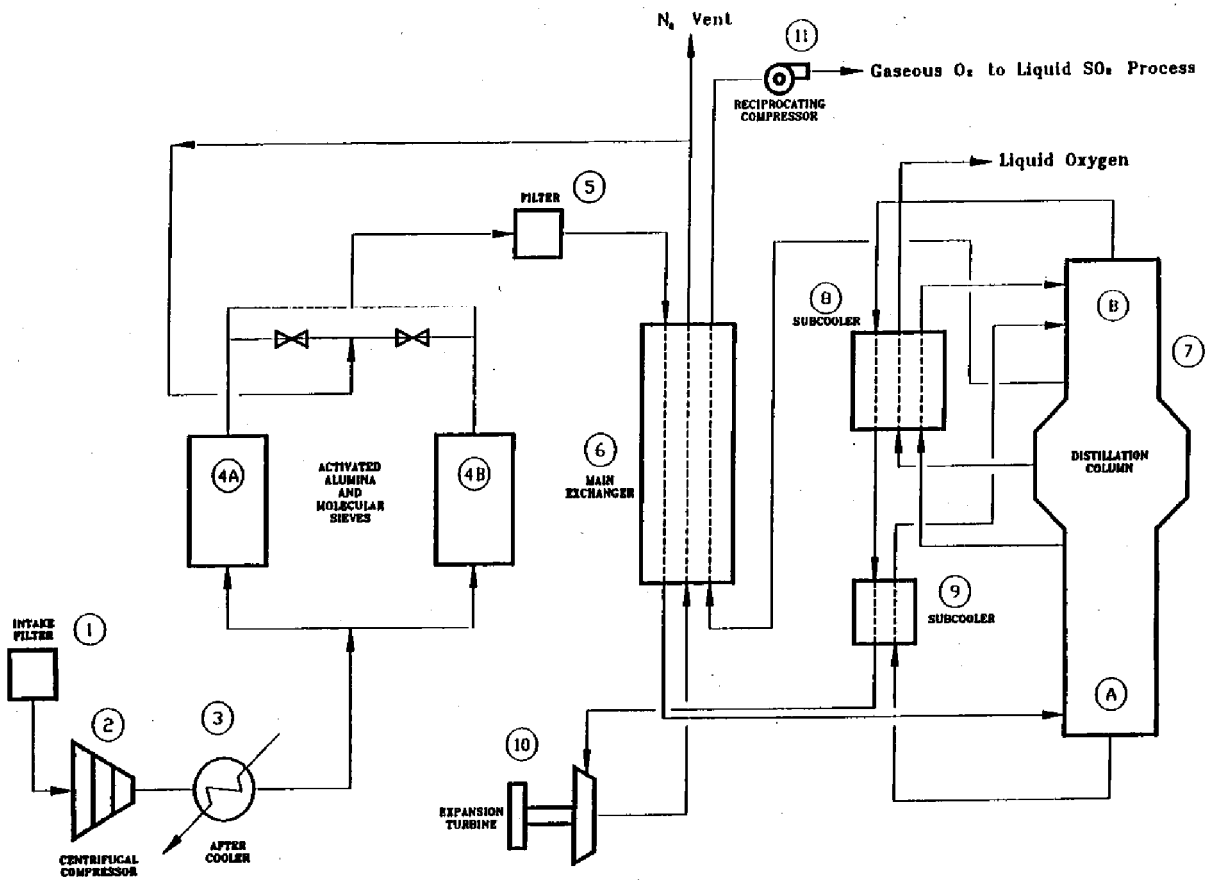 N₂ Vent
11
Gaseous O₂ to Liquid SO₂ Process
RECIPROCATING
COMPRESSOR
Liquid Oxygen
5
FILTER
8
SUBCOOLER
B
7
4A
ACTIVATED
ALUMINA
AND
MOLECULAR
SIEVES
4B
6
MAIN
EXCHANGER
DISTILLATION
COLUMN
9
SUBCOOLER
INTAKE
FILTER
1
A
2
3
10
EXPANSION
TURBINE
CENTRIFUGAL
COMPRESSOR
AFTER
COOLER